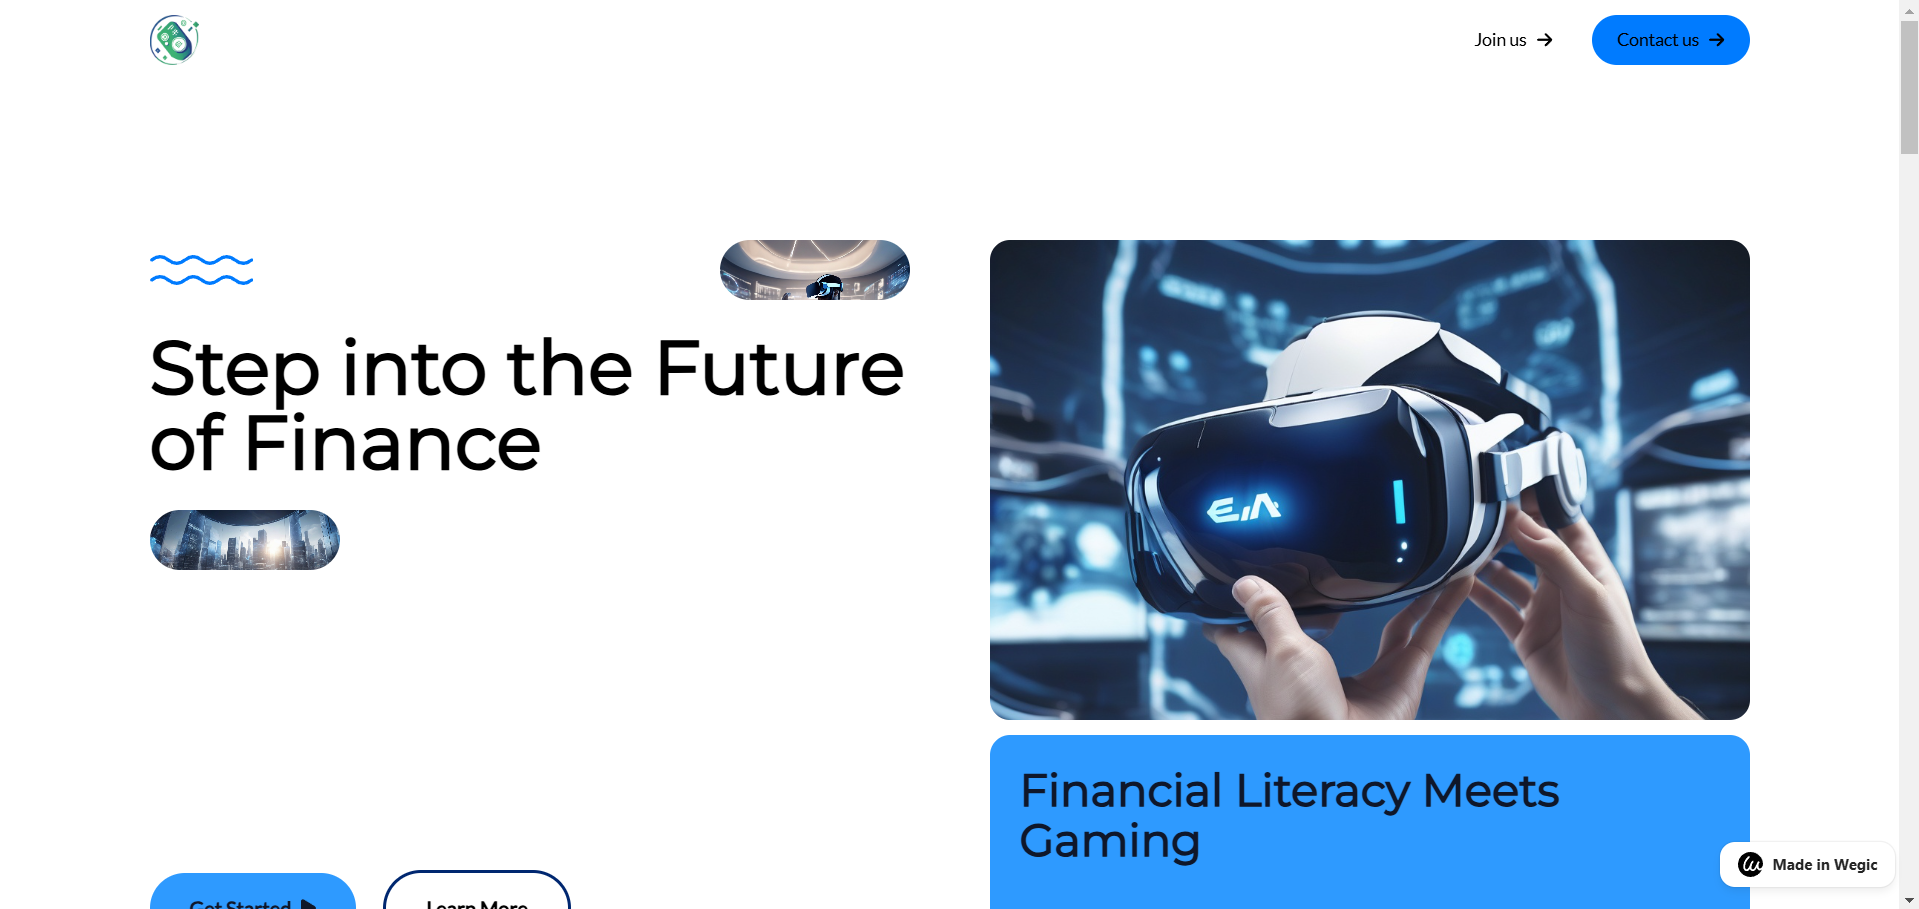 Join us
Contact us
Step into the Future
of Finance
EIA
Financial Literacy Meets
Gaming
Get Started
Learn More
Made in Wegic